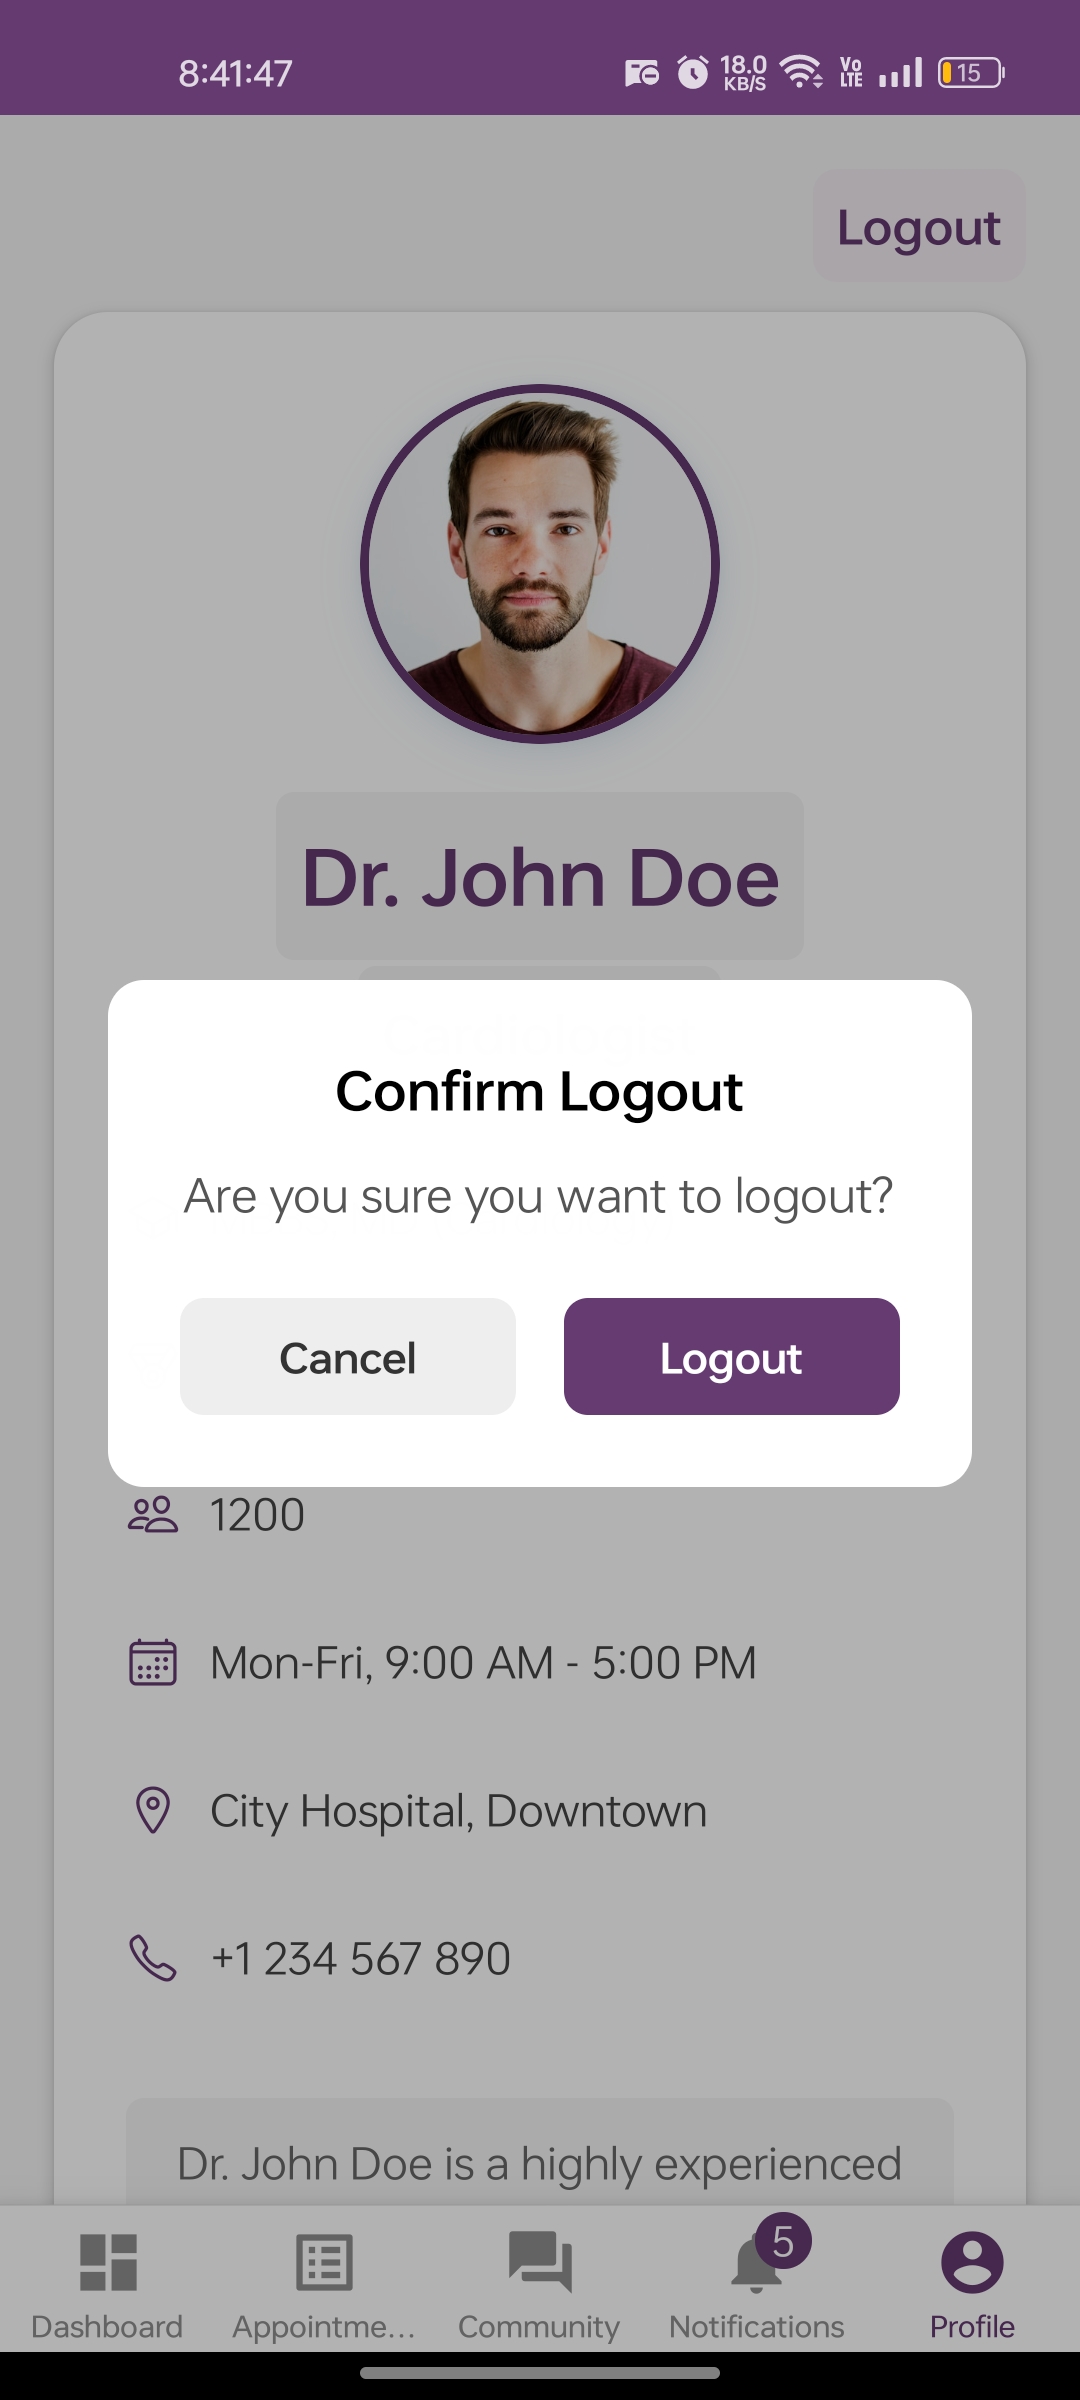 8:41:47
18.0
KB/S
Vo
LTE
15
Logout
Dr. John Doe
Cardiologist
Confirm Logout
Are you sure you want to logout?
Cancel
Logout
1200
Mon-Fri, 9:00 AM - 5:00 PM
City Hospital, Downtown
+1 234 567 890
Dr. John Doe is a highly experienced
5
Dashboard
Appointme...
Community
Notifications
Profile